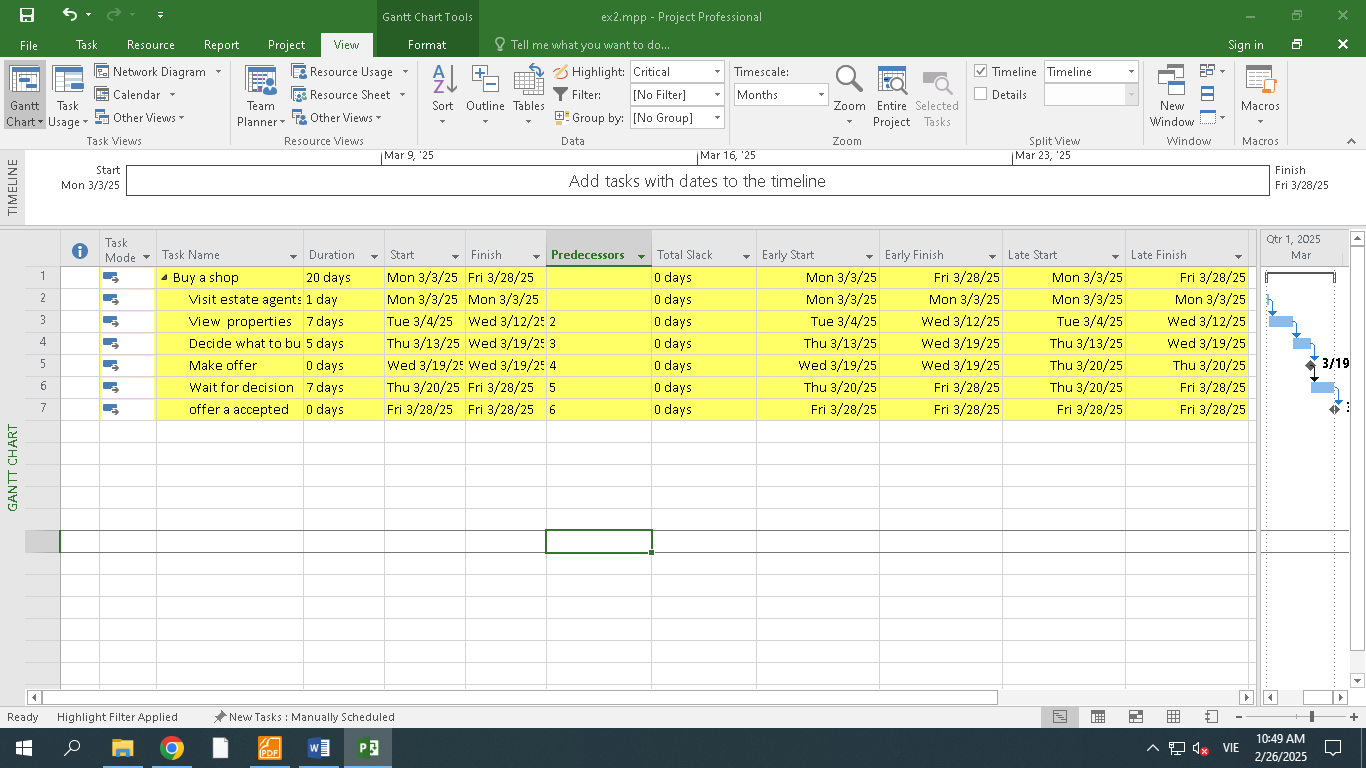 Gantt Chart Tools
ex2.mpp - Project Professional
File Task Resource Report Project View Format Tell me what you want to do... Sign in
Gantt Chart
Task Usage
Network Diagram
Calendar
Other Views
Task Views
Team Planner
Resource Usage
Resource Sheet
Other Views
Resource Views
Sort
Outline
Tables
Highlight: Critical
Filter: [No Filter]
Group by: [No Group]
Data
Timescale:
Months
Zoom
Entire Project
Selected Tasks
Zoom
Timeline Timeline
Details
Split View
New Window
Window
Macros
Macros
TIMELINE
Mar 9, '25 Mar 16, '25 Mar 23, '25
Start
Mon 3/3/25
Add tasks with dates to the timeline
Finish
Fri 3/28/25
Task Mode Task Name Duration Start Finish Predecessors Total Slack Early Start Early Finish Late Start Late Finish
Qtr 1, 2025
Mar
1 Buy a shop 20 days Mon 3/3/25 Fri 3/28/25 0 days Mon 3/3/25 Fri 3/28/25 Mon 3/3/25 Fri 3/28/25
2 Visit estate agents 1 day Mon 3/3/25 Mon 3/3/25 0 days Mon 3/3/25 Mon 3/3/25 Mon 3/3/25 Mon 3/3/25
3 View properties 7 days Tue 3/4/25 Wed 3/12/25 2 0 days Tue 3/4/25 Wed 3/12/25 Tue 3/4/25 Wed 3/12/25
4 Decide what to bu 5 days Thu 3/13/25 Wed 3/19/25 3 0 days Thu 3/13/25 Wed 3/19/25 Thu 3/13/25 Wed 3/19/25
5 Make offer 0 days Wed 3/19/25 Wed 3/19/25 4 0 days Wed 3/19/25 Wed 3/19/25 Thu 3/20/25 Thu 3/20/25 3/19
6 Wait for decision 7 days Thu 3/20/25 Fri 3/28/25 5 0 days Thu 3/20/25 Fri 3/28/25 Thu 3/20/25 Fri 3/28/25
7 offer a accepted 0 days Fri 3/28/25 Fri 3/28/25 6 0 days Fri 3/28/25 Fri 3/28/25 Fri 3/28/25 Fri 3/28/25
GANTT CHART
Ready Highlight Filter Applied New Tasks : Manually Scheduled
PDF
VIE
10:49 AM
2/26/2025